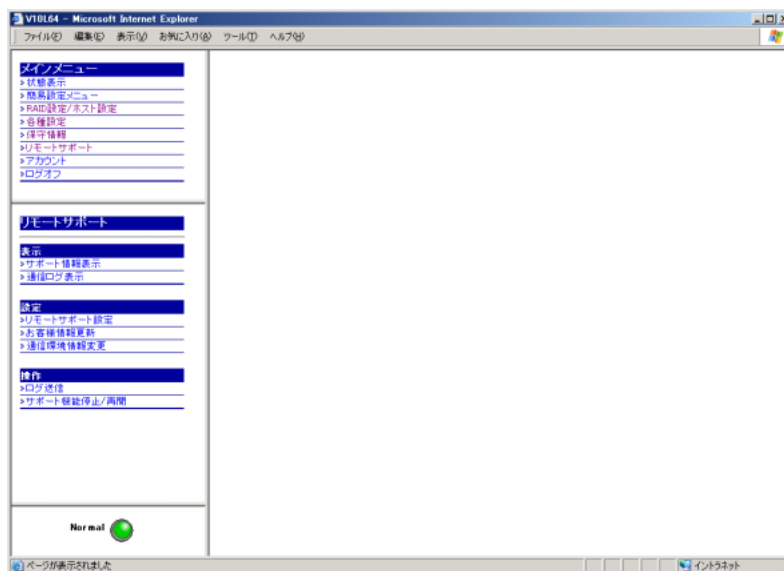 V10L64 - Microsoft Internet Explorer
ファイル(F) 編集(E) 表示(V) お気に入り(A) ツール(T) ヘルプ(H)
メインメニュー
>状態表示
>簡易設定メニュー
>RAID設定/ホスト設定
>各種設定
>保守情報
>リモートサポート
>アカウント
>ログオフ
リモートサポート
表示
>サポート情報表示
>通信ログ表示
設定
>リモートサポート設定
>お客様情報更新
>通信環境情報変更
操作
>ログ送信
>サポート機能停止/再開
Normal
ページが表示されました イントラネット